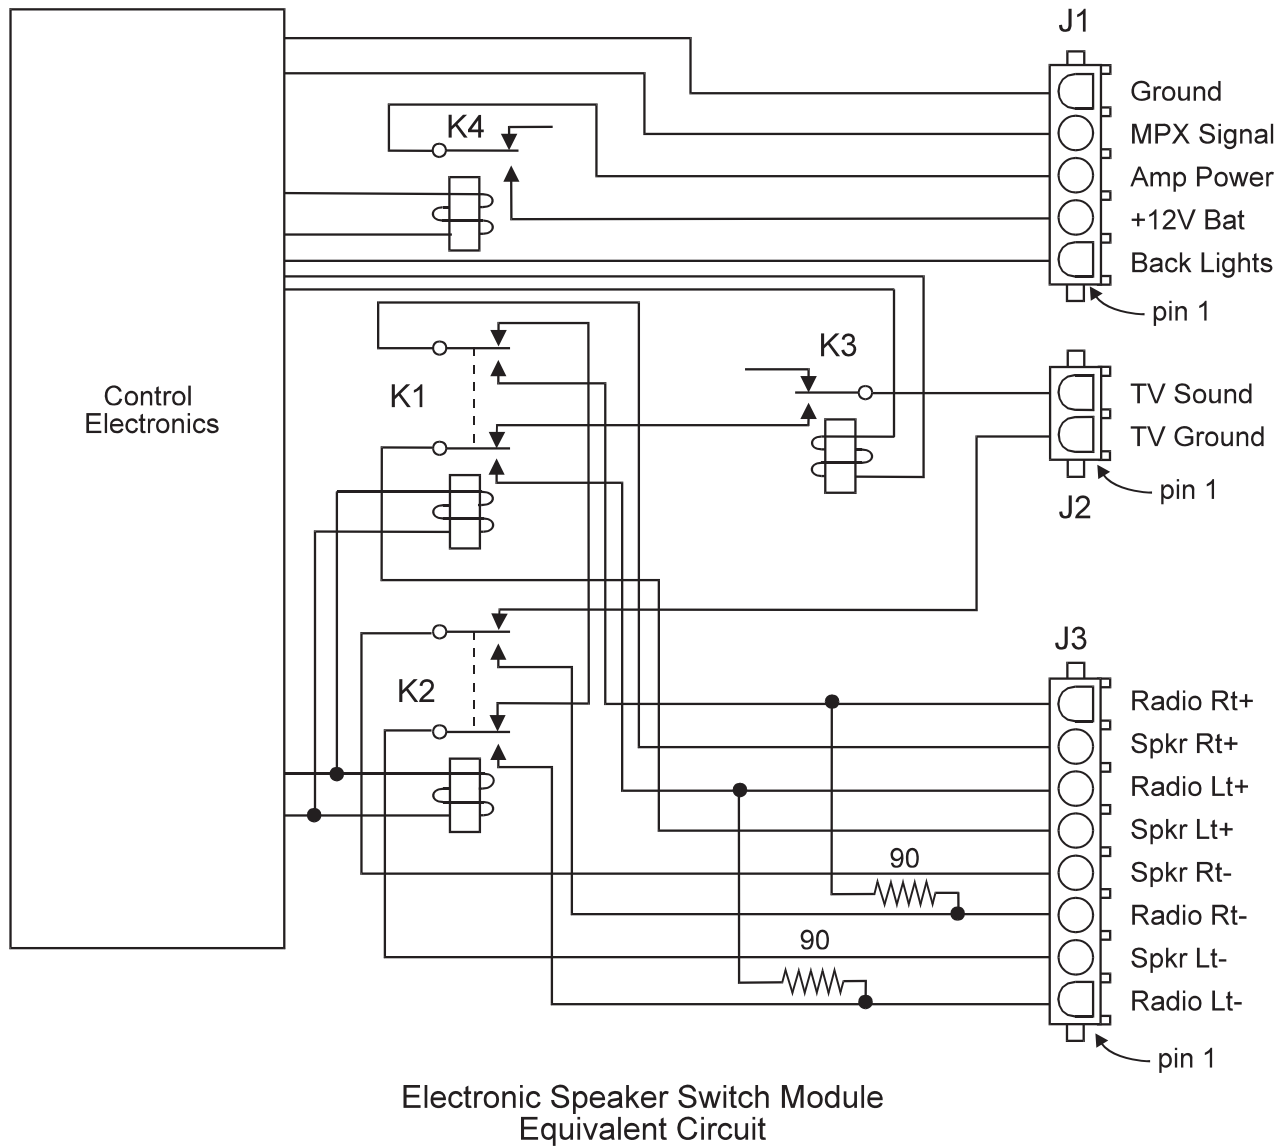 J1
Ground
K4
MPX Signal
Amp Power
+12V Bat
Back Lights
pin 1
K3
Control
Electronics
K1
TV Sound
TV Ground
pin 1
J2
J3
K2
Radio Rt+
Spkr Rt+
Radio Lt+
Spkr Lt+
90
Spkr Rt-
Radio Rt-
90
Spkr Lt-
Radio Lt-
pin 1
Electronic Speaker Switch Module
Equivalent Circuit